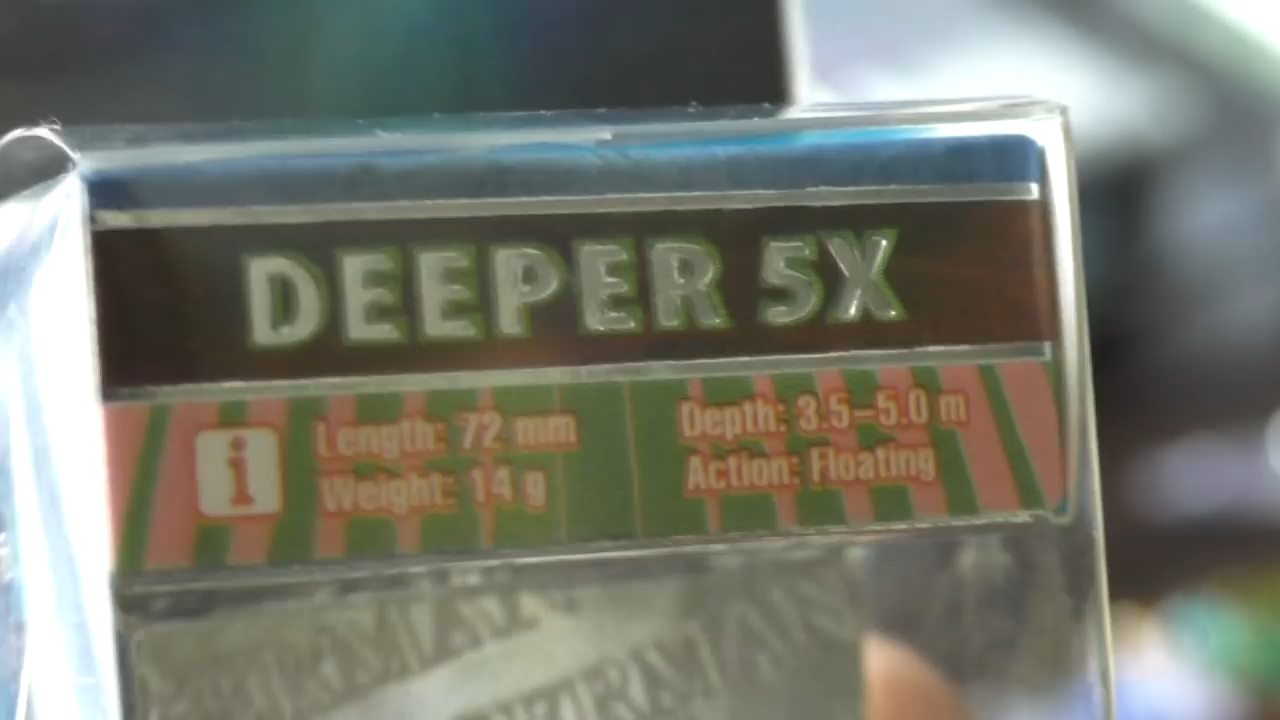 DEEPER 5X
i
Length: 72 mm
Weight: 14 g
Depth: 3.5–5.0 m
Action: Floating